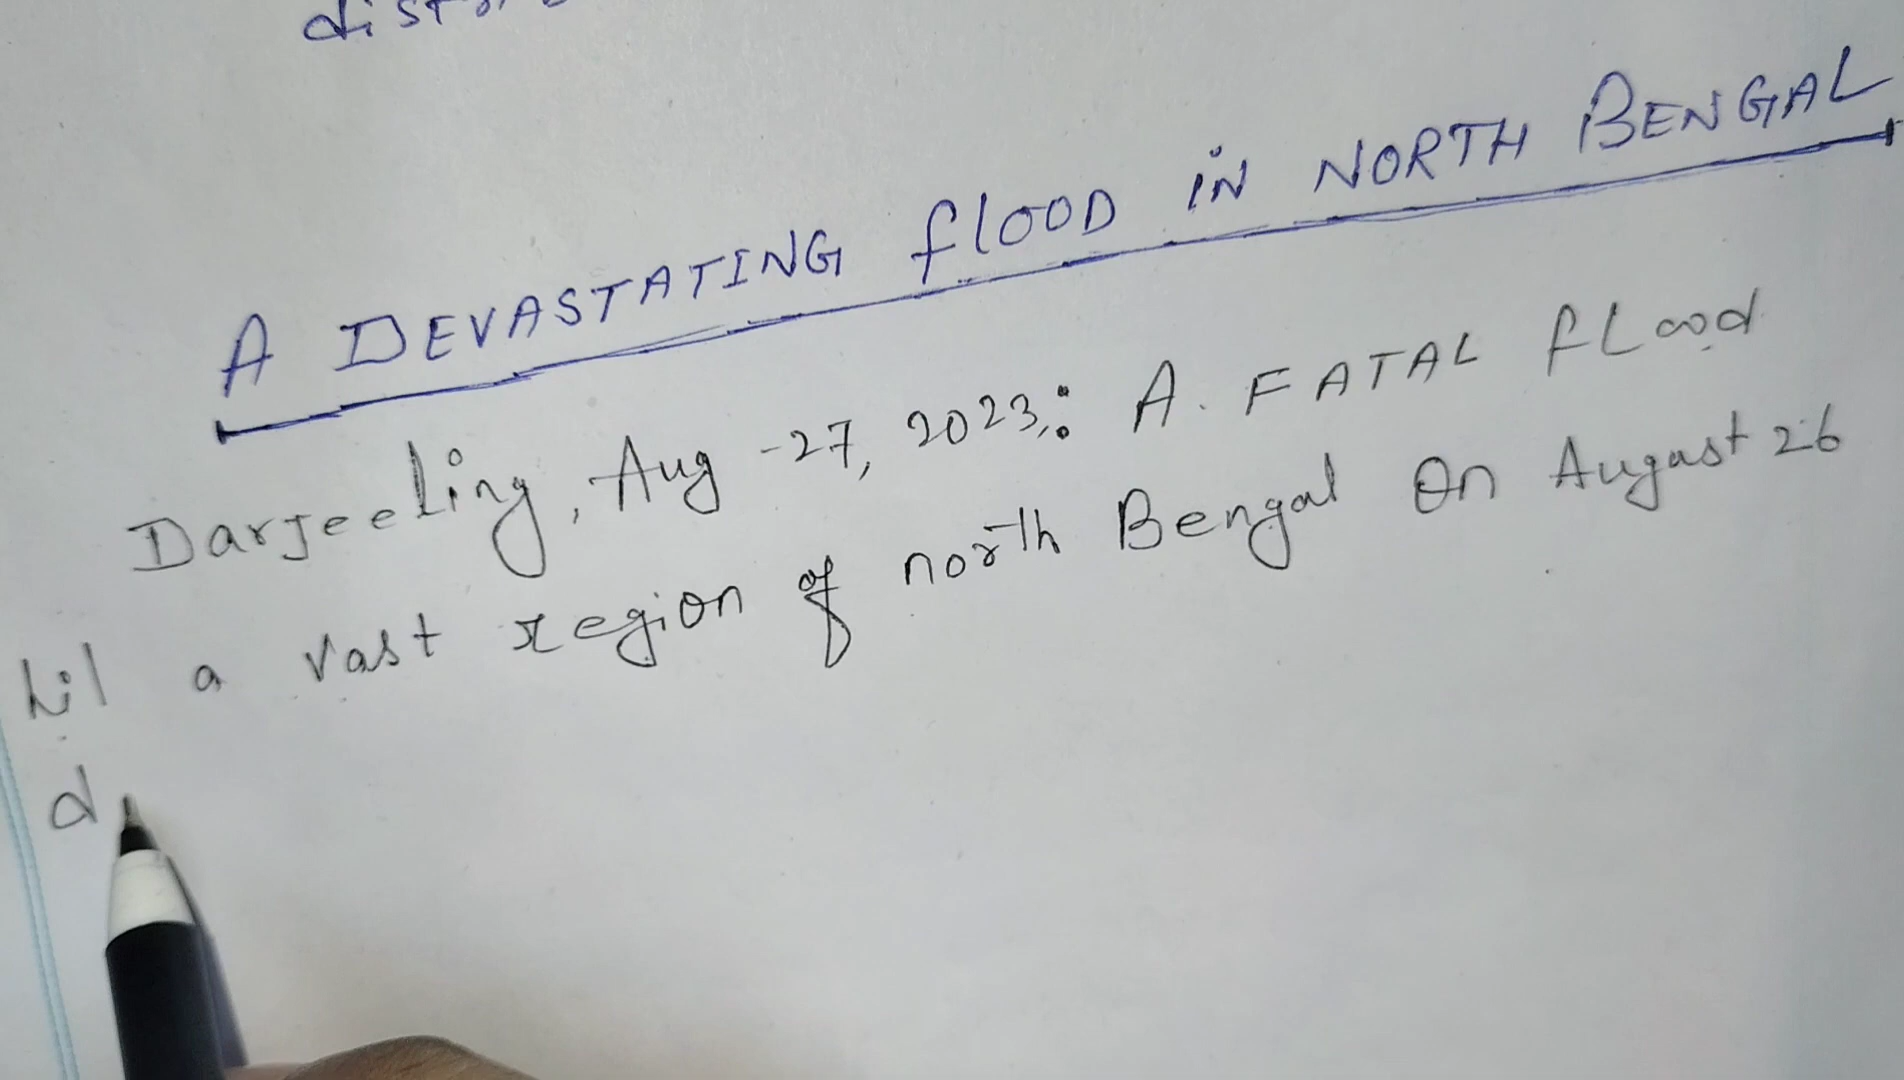 A DEVASTATING flOOD iN NORTH BENGAL
Darjeeling, Aug -27, 2023,: A. FATAL fLood
hil a vast region of north Bengal On August 26
d